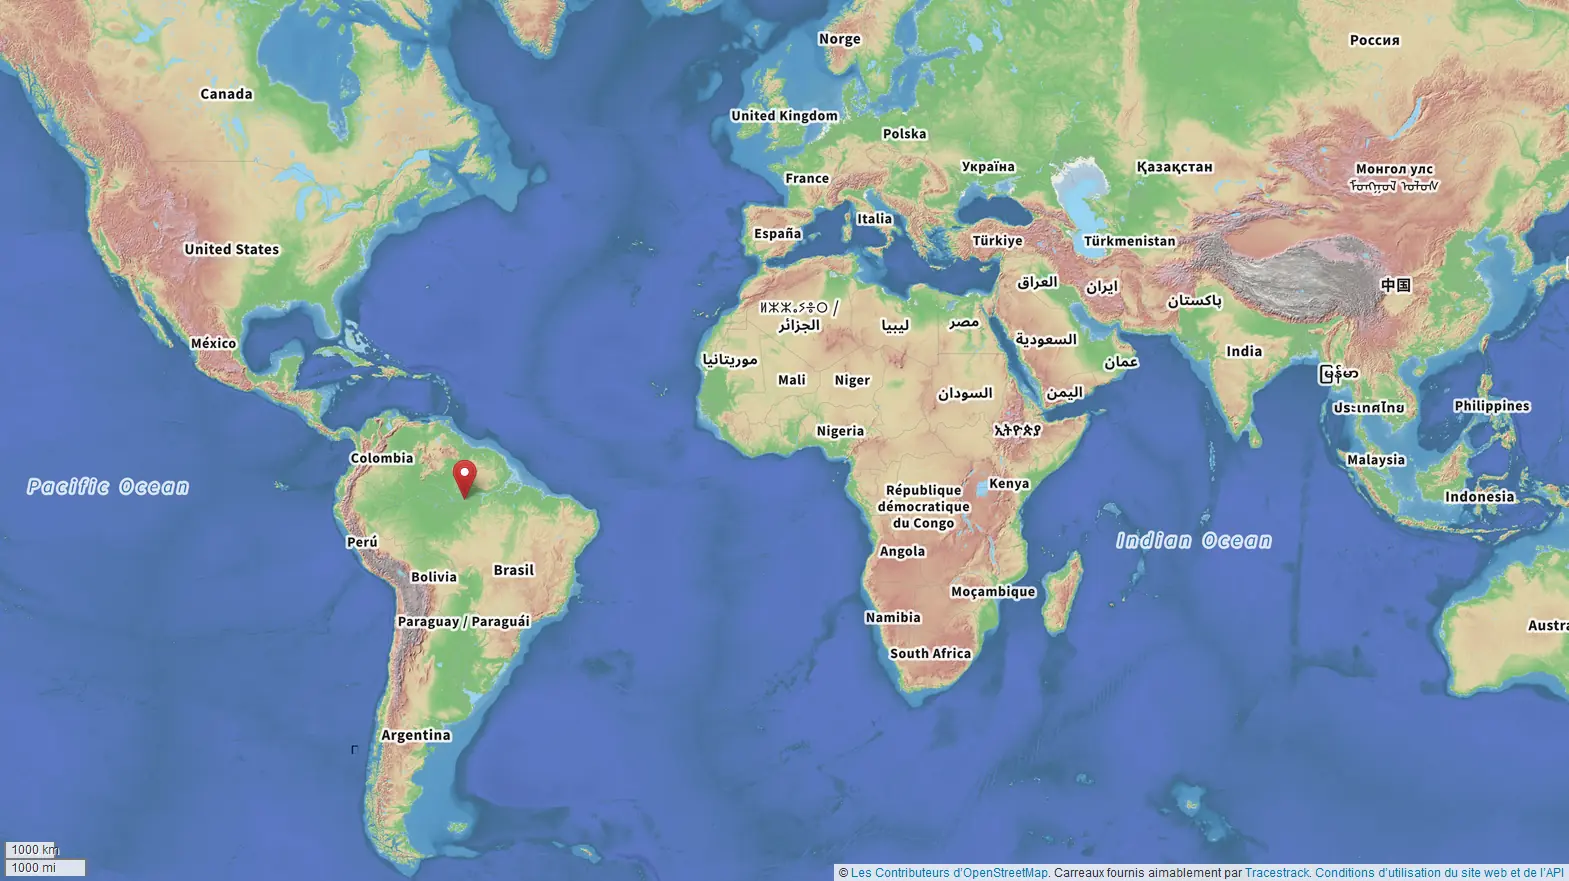 Norge
Россия
Canada
United Kingdom
Polska
Україна
Қазақстан
Монгол улс
France
Italia
España
Türkiye
Türkmenistan
United States
العراق
ایران
中国
پاکستان
ⵍⵣⵣⴰⵢⴻⵔ /
الجزائر
ليبيا
مصر
السعودية
México
India
موريتانيا
عمان
မြန်မာ
Mali
Niger
السودان
اليمن
ประเทศไทย
Philippines
Nigeria
ኢትዮጵያ
Colombia
Malaysia
Pacific Ocean
Kenya
République
démocratique
du Congo
Indonesia
Perú
Indian Ocean
Angola
Brasil
Bolivia
Moçambique
Namibia
Paraguay / Paraguái
Austra
South Africa
Argentina
1000 km
1000 mi
© Les Contributeurs d’OpenStreetMap. Carreaux fournis aimablement par Tracestrack. Conditions d’utilisation du site web et de l’API